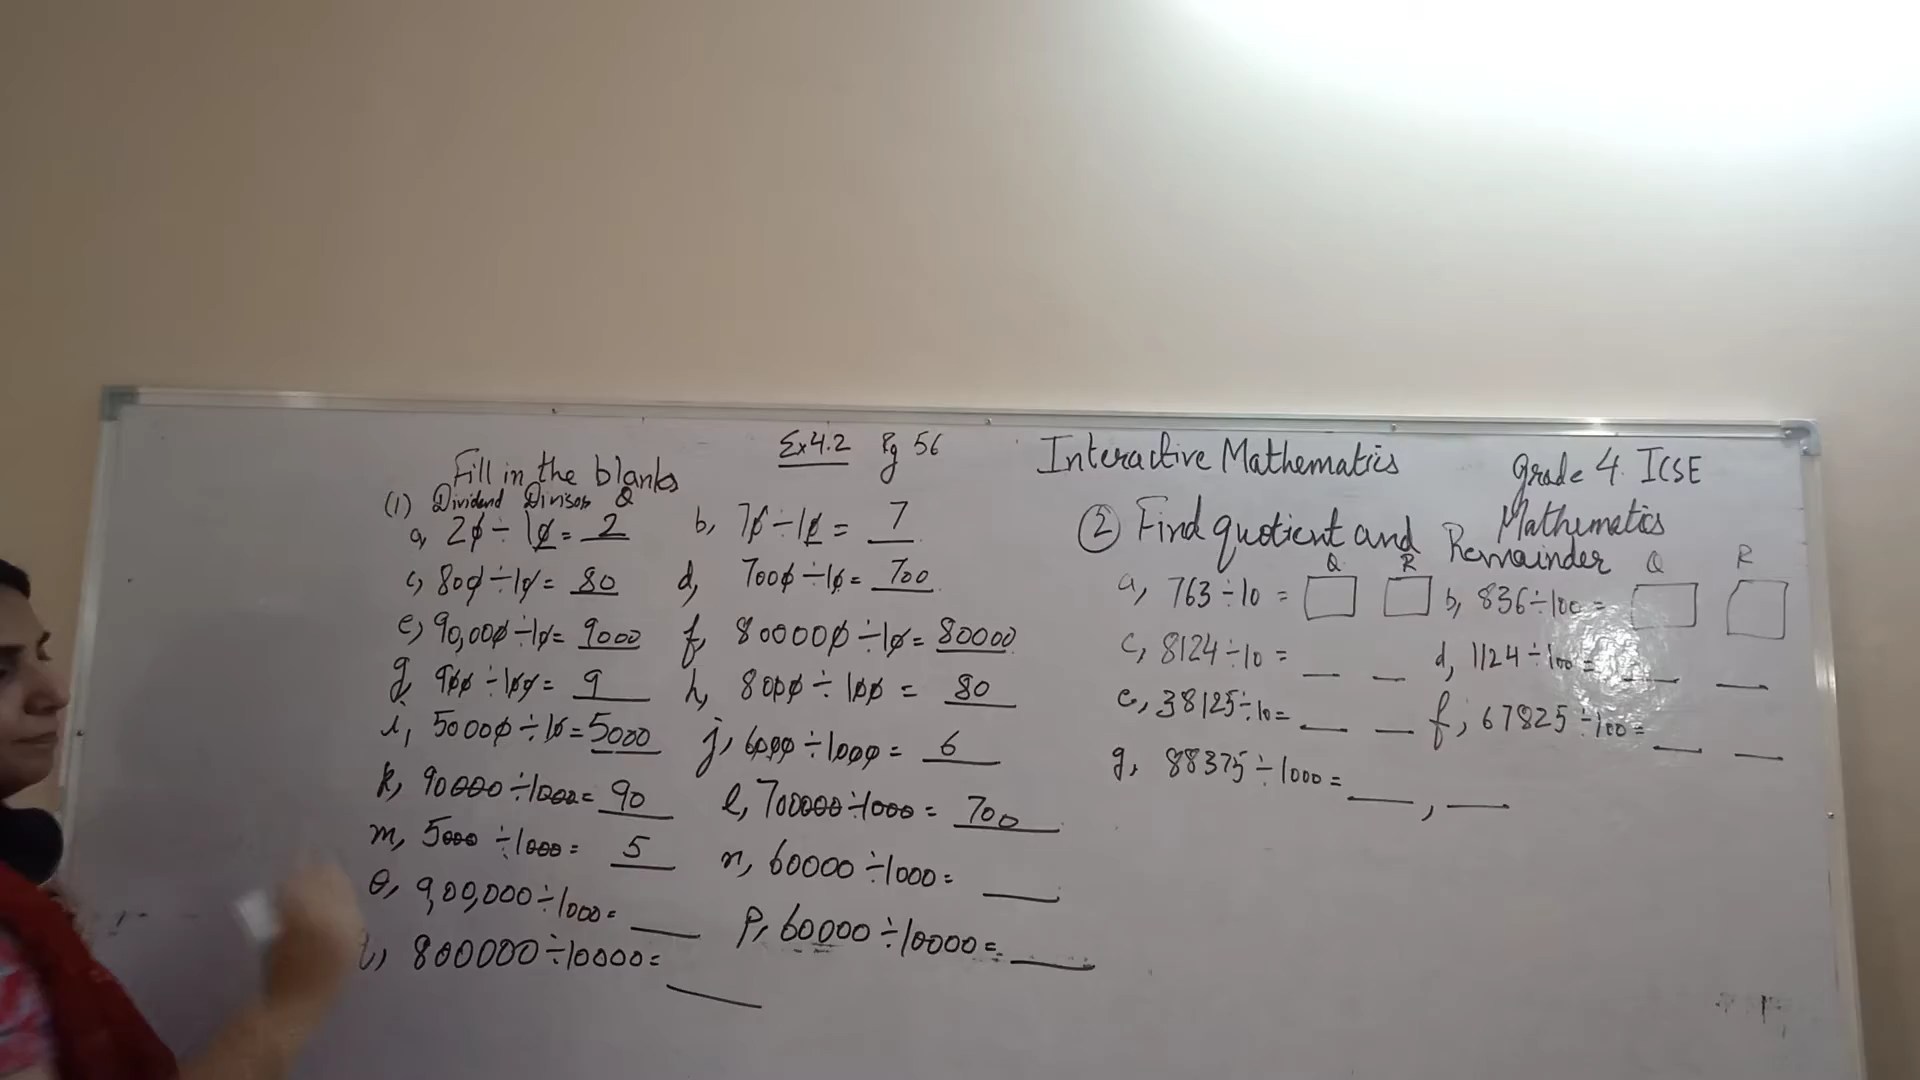 Ex4.2 Pg 56
Fill in the blanks
(1) Dividend Divisor Q
a, 20 ÷ 10 = 2
b, 70 ÷ 10 = 7
c, 800 ÷ 10 = 80
d, 7000 ÷ 10 = 700
e, 90,000 ÷ 10 = 9000
f, 800000 ÷ 10 = 80000
g, 900 ÷ 100 = 9
h, 8000 ÷ 100 = 80
i, 50000 ÷ 10 = 5000
j, 6000 ÷ 1000 = 6
k, 90000 ÷ 1000 = 90
l, 700000 ÷ 1000 = 700
m, 5000 ÷ 1000 = 5
n, 60000 ÷ 1000 =
o, 9,00,000 ÷ 1000 =
p, 60000 ÷ 10000 =
800000 ÷ 10000 =
Interactive Mathematics
Grade 4 ICSE
Mathematics
② Find quotient and Remainder
Q R Q R
a, 763 ÷ 10 =
b, 836 ÷ 100 =
c, 8124 ÷ 10 =
d, 1124 ÷ 100 =
e, 38125 ÷ 10 =
f, 67825 ÷ 100 =
g, 88375 ÷ 1000 = ,